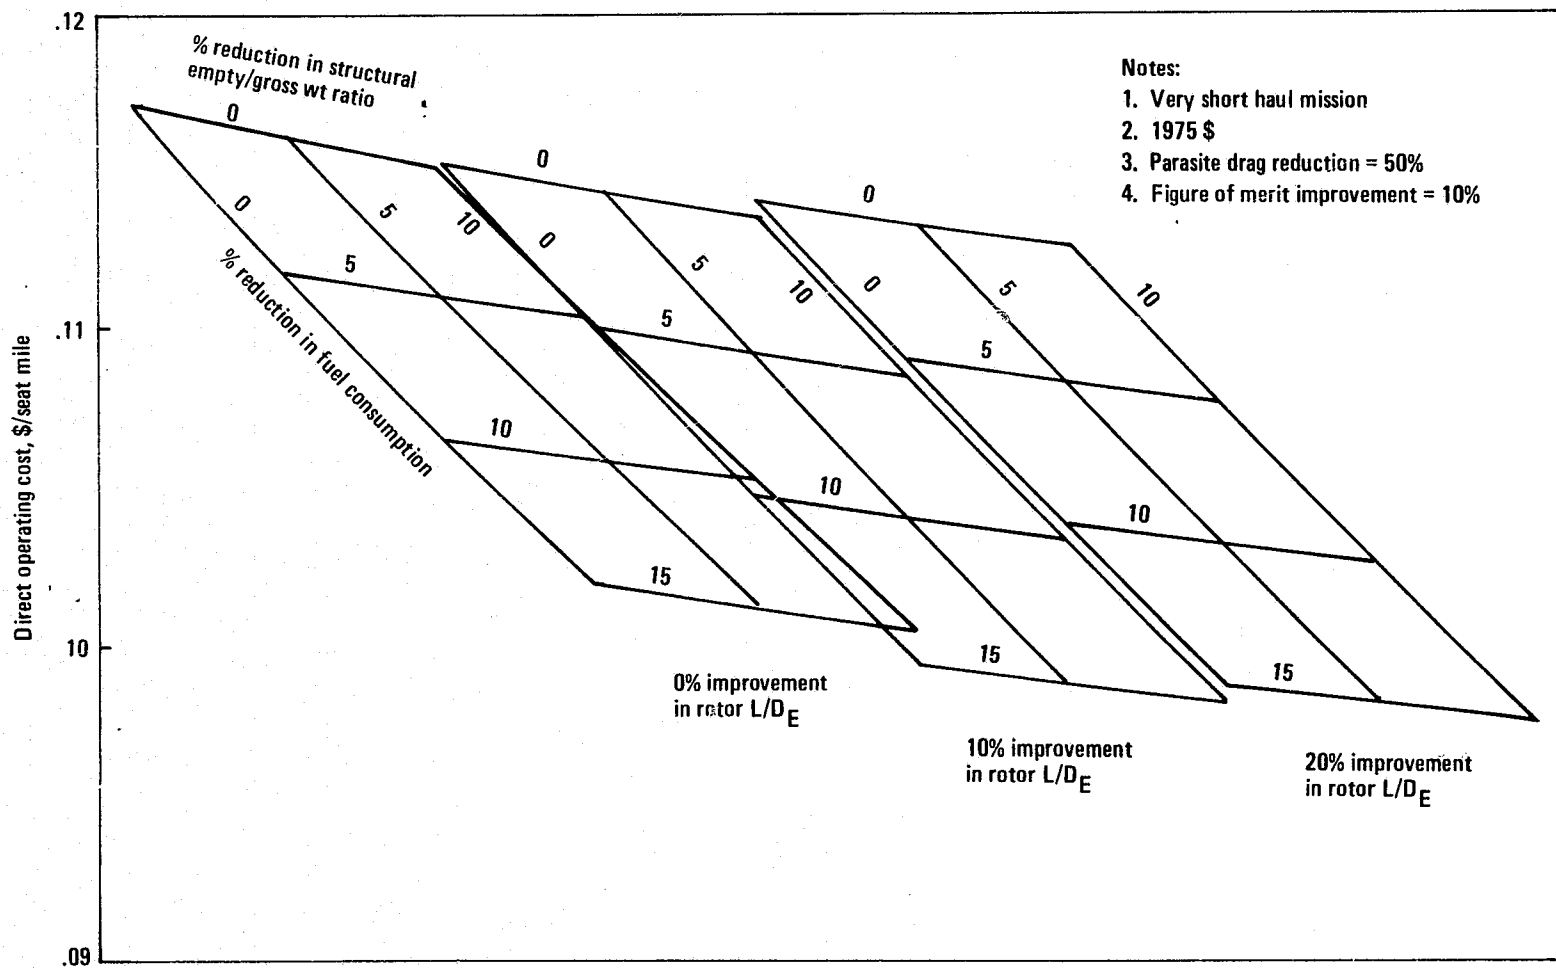 .12
% reduction in structural
empty/gross wt ratio
Notes:
1. Very short haul mission
2. 1975 $
3. Parasite drag reduction = 50%
4. Figure of merit improvement = 10%
0
0
0
0
5
10
0
5
10
0
5
10
% reduction in fuel consumption
5
5
5
.11
Direct operating cost, $/seat mile
10
10
10
15
15
15
10
0% improvement
in rotor L/DE
10% improvement
in rotor L/DE
20% improvement
in rotor L/DE
.09